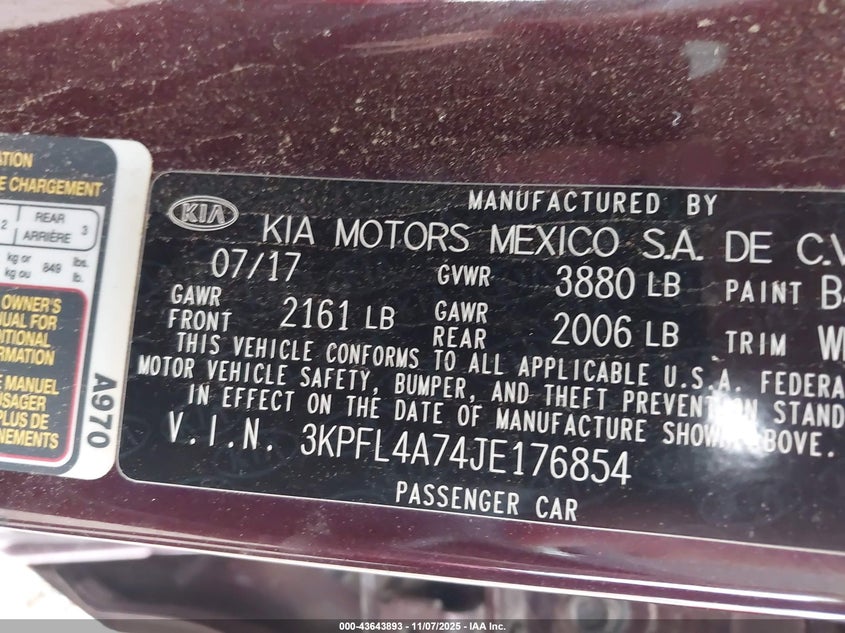 ATION
E CHARGEMENT
2 REAR 3
ARRIÈRE
kg or 849 lbs.
kg ou lb.
OWNER'S
UAL FOR
ITIONAL
RMATION
E MANUEL
USAGER
PLUS DE
NEMENTS
A970
MANUFACTURED BY
KIA KIA MOTORS MEXICO S.A. DE C.V
07/17 GVWR 3880 LB PAINT B
GAWR FRONT 2161 LB GAWR REAR 2006 LB TRIM W
THIS VEHICLE CONFORMS TO ALL APPLICABLE U.S.A. FEDERA
MOTOR VEHICLE SAFETY, BUMPER, AND THEFT PREVENTION STAND
IN EFFECT ON THE DATE OF MANUFACTURE SHOWN ABOVE.
V.I.N. 3KPFL4A74JE176854
PASSENGER CAR
000-43643893 - 11/07/2025 - IAA Inc.